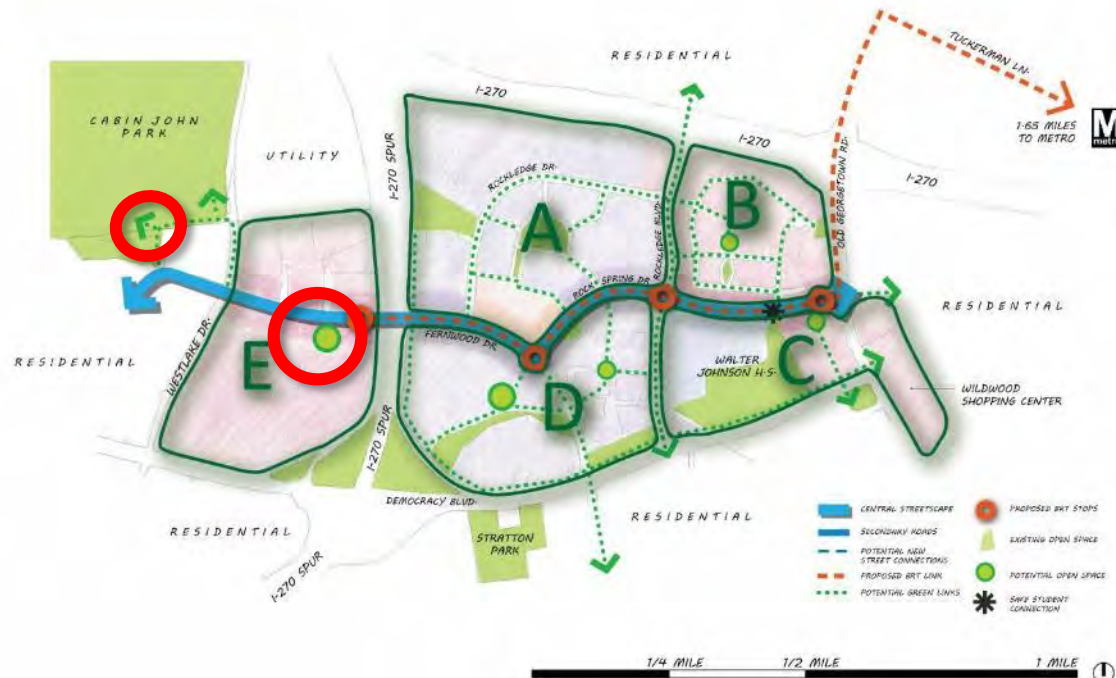 RESIDENTIAL
TUCKERMAN LN.
I-270
CABIN JOHN
PARK
1.65 MILES
TO METRO
M
metro
UTILITY
I-270 SPUR
I-270
ROCKLEDGE DR.
OLD GEORGETOWN RD.
I-270
B
A
ROCKLEDGE BLVD.
ROCK SPRING DR.
RESIDENTIAL
FERNWOOD DR.
RESIDENTIAL
WESTLAKE DR.
E
WALTER
JOHNSON H.S.
C
WILDWOOD
SHOPPING CENTER
D
I-270 SPUR
DEMOCRACY BLVD.
RESIDENTIAL
RESIDENTIAL
STRATTON
PARK
I-270 SPUR
CENTRAL STREETSCAPE
SECONDARY ROADS
POTENTIAL NEW
STREET CONNECTIONS
PROPOSED BRT LINK
POTENTIAL GREEN LINKS
PROPOSED BRT STOPS
EXISTING OPEN SPACE
POTENTIAL OPEN SPACE
SAFE STUDENT
CONNECTION
1/4 MILE
1/2 MILE
1 MILE